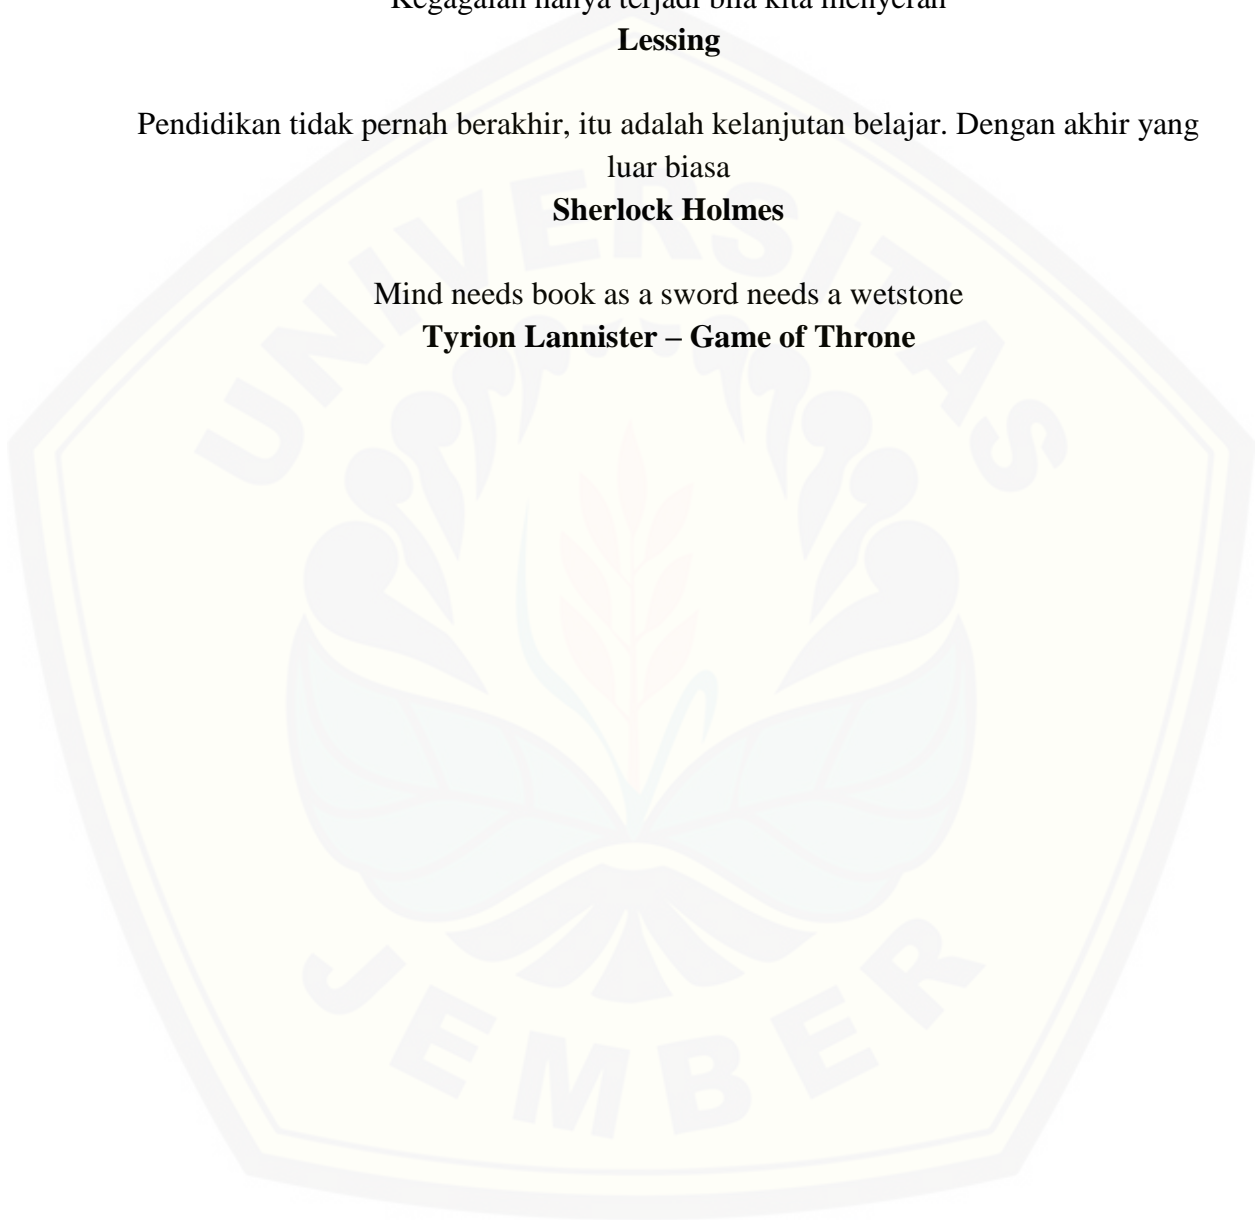 Kegagalan hanya terjadi bila kita menyerah
Lessing
Pendidikan tidak pernah berakhir, itu adalah kelanjutan belajar. Dengan akhir yang
luar biasa
Sherlock Holmes
Mind needs book as a sword needs a wetstone
Tyrion Lannister – Game of Throne
UNIVERSITAS
JEMBER